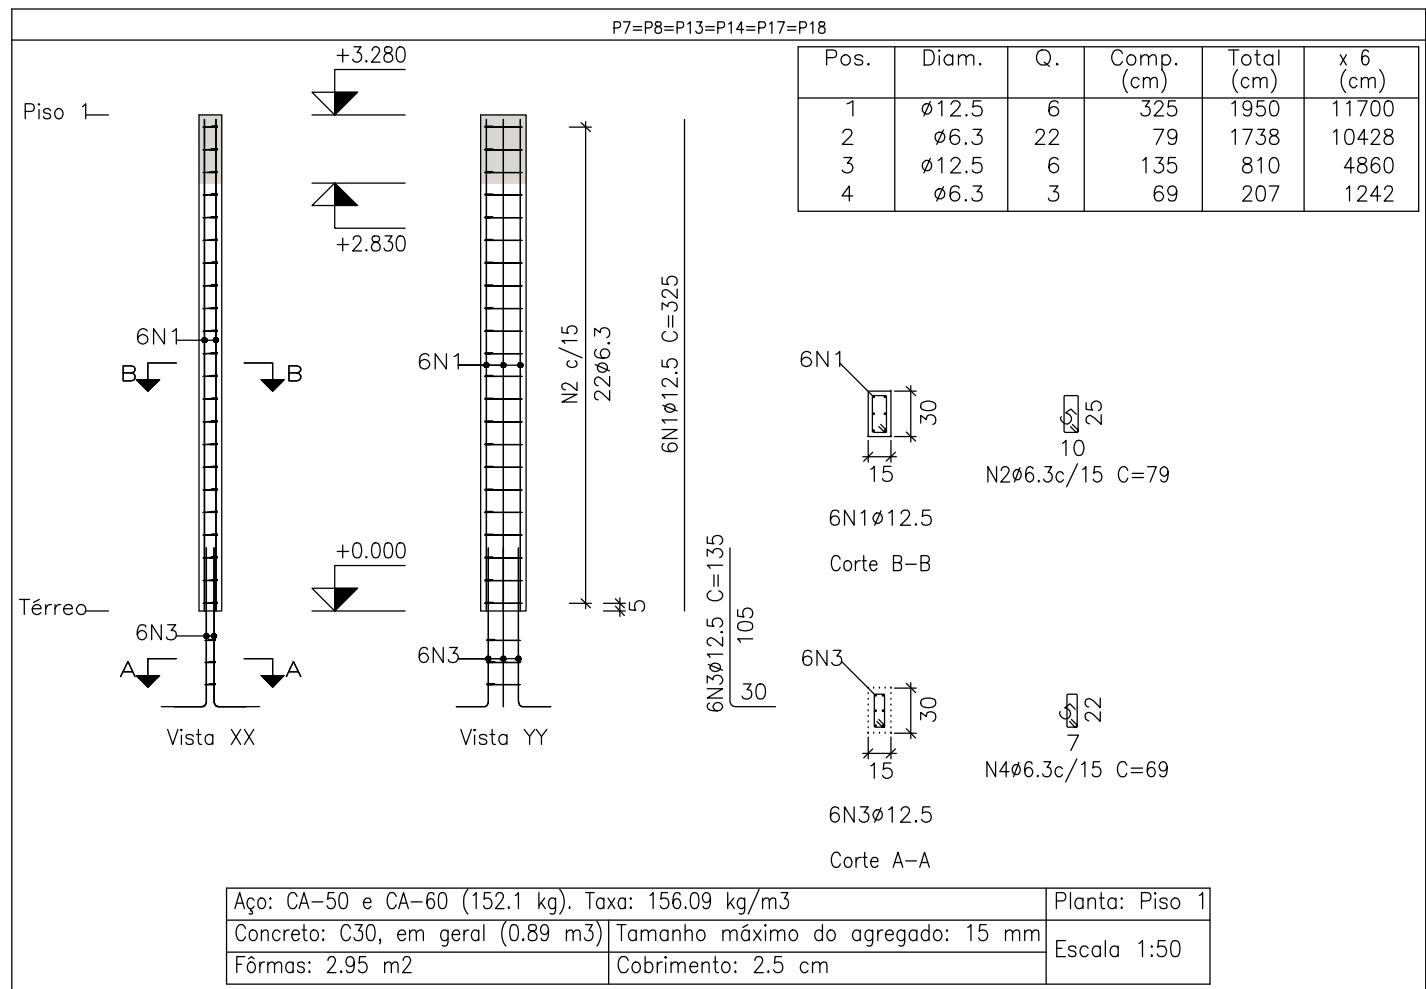 P7=P8=P13=P14=P17=P18
Pos. Diam. Q. Comp. (cm) Total (cm) x 6 (cm)
1 ø12.5 6 325 1950 11700
2 ø6.3 22 79 1738 10428
3 ø12.5 6 135 810 4860
4 ø6.3 3 69 207 1242
+3.280
Piso 1
+2.830
6N1
B B
+0.000
Térreo
6N3
A A
Vista XX
6N1
6N3
Vista YY
N2 c/15
22ø6.3
5
6N1ø12.5 C=325
6N3ø12.5 C=135
105
30
6N1
30
15
6N1ø12.5
Corte B-B
6
25
10
N2ø6.3c/15 C=79
6N3
30
15
6N3ø12.5
Corte A-A
6
22
7
N4ø6.3c/15 C=69
Aço: CA-50 e CA-60 (152.1 kg). Taxa: 156.09 kg/m3
Planta: Piso 1
Concreto: C30, em geral (0.89 m3)
Tamanho máximo do agregado: 15 mm
Escala 1:50
Fôrmas: 2.95 m2
Cobrimento: 2.5 cm